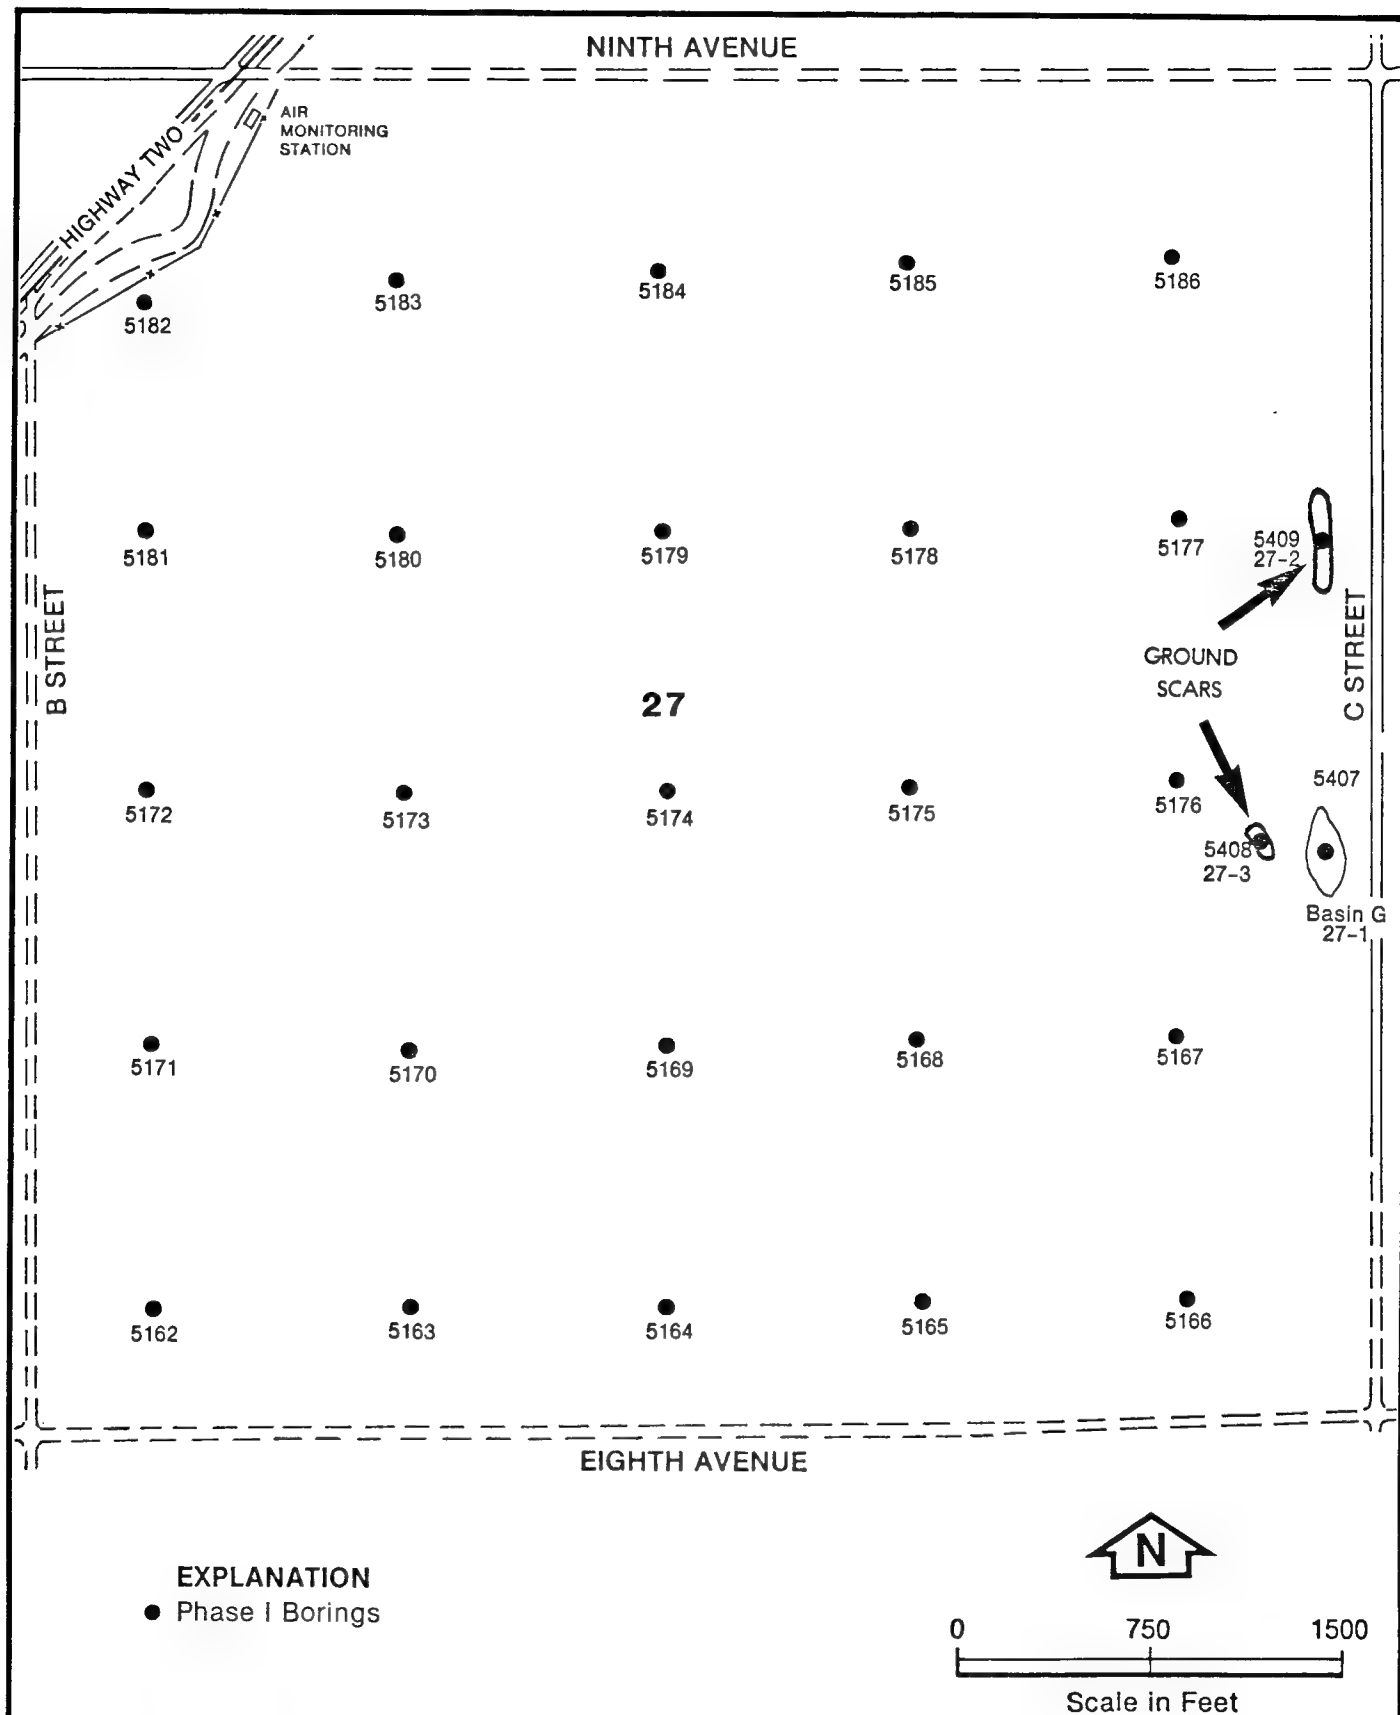 NINTH AVENUE
AIR
MONITORING
STATION
HIGHWAY TWO
5182
5183
5184
5185
5186
5181
5180
5179
5178
5177
5409
27-2
B STREET
C STREET
GROUND
SCARS
27
5172
5173
5174
5175
5176
5407
5408
27-3
Basin G
27-1
5171
5170
5169
5168
5167
5162
5163
5164
5165
5166
EIGHTH AVENUE
N
EXPLANATION
Phase I Borings
0 750 1500
Scale in Feet